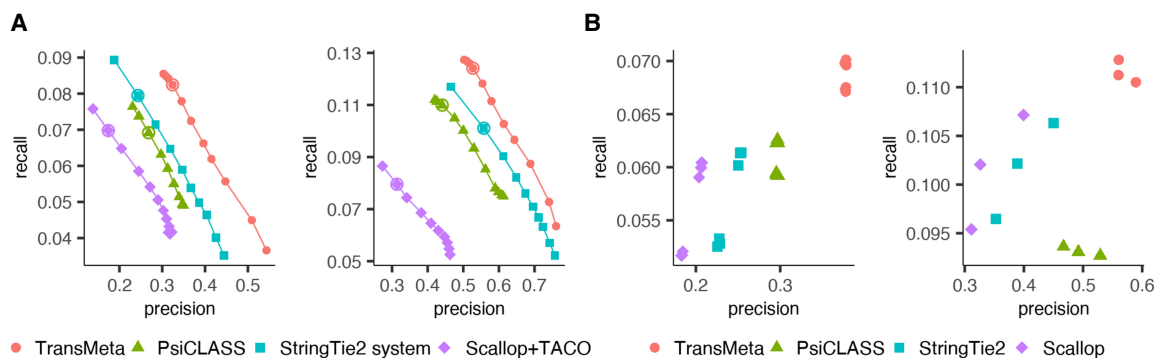 A
B
0.09
0.08
0.07
0.06
0.05
0.04
recall
0.2 0.3 0.4 0.5
precision
0.13
0.11
0.09
0.07
0.05
recall
0.3 0.4 0.5 0.6 0.7
precision
0.070
0.065
0.060
0.055
recall
0.2 0.3
precision
0.110
0.105
0.100
0.095
recall
0.3 0.4 0.5 0.6
precision
TransMeta PsiCLASS StringTie2 system Scallop+TACO
TransMeta PsiCLASS StringTie2 Scallop